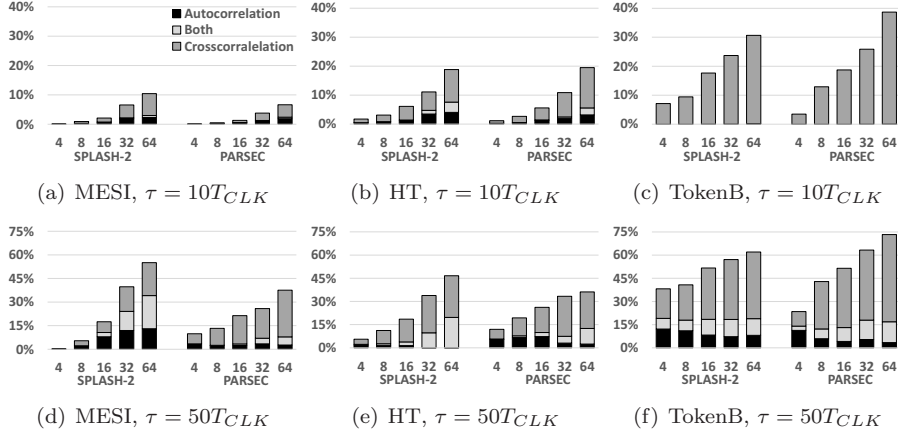 40%
30%
20%
10%
0%
Autocorrelation
Both
Crosscorralelation
4 8 16 32 64 4 8 16 32 64
SPLASH-2 PARSEC
(a) MESI, τ = 10T_CLK
40%
30%
20%
10%
0%
4 8 16 32 64 4 8 16 32 64
SPLASH-2 PARSEC
(b) HT, τ = 10T_CLK
40%
30%
20%
10%
0%
4 8 16 32 64 4 8 16 32 64
SPLASH-2 PARSEC
(c) TokenB, τ = 10T_CLK
75%
60%
45%
30%
15%
0%
4 8 16 32 64 4 8 16 32 64
SPLASH-2 PARSEC
(d) MESI, τ = 50T_CLK
75%
60%
45%
30%
15%
0%
4 8 16 32 64 4 8 16 32 64
SPLASH-2 PARSEC
(e) HT, τ = 50T_CLK
75%
60%
45%
30%
15%
0%
4 8 16 32 64 4 8 16 32 64
SPLASH-2 PARSEC
(f) TokenB, τ = 50T_CLK